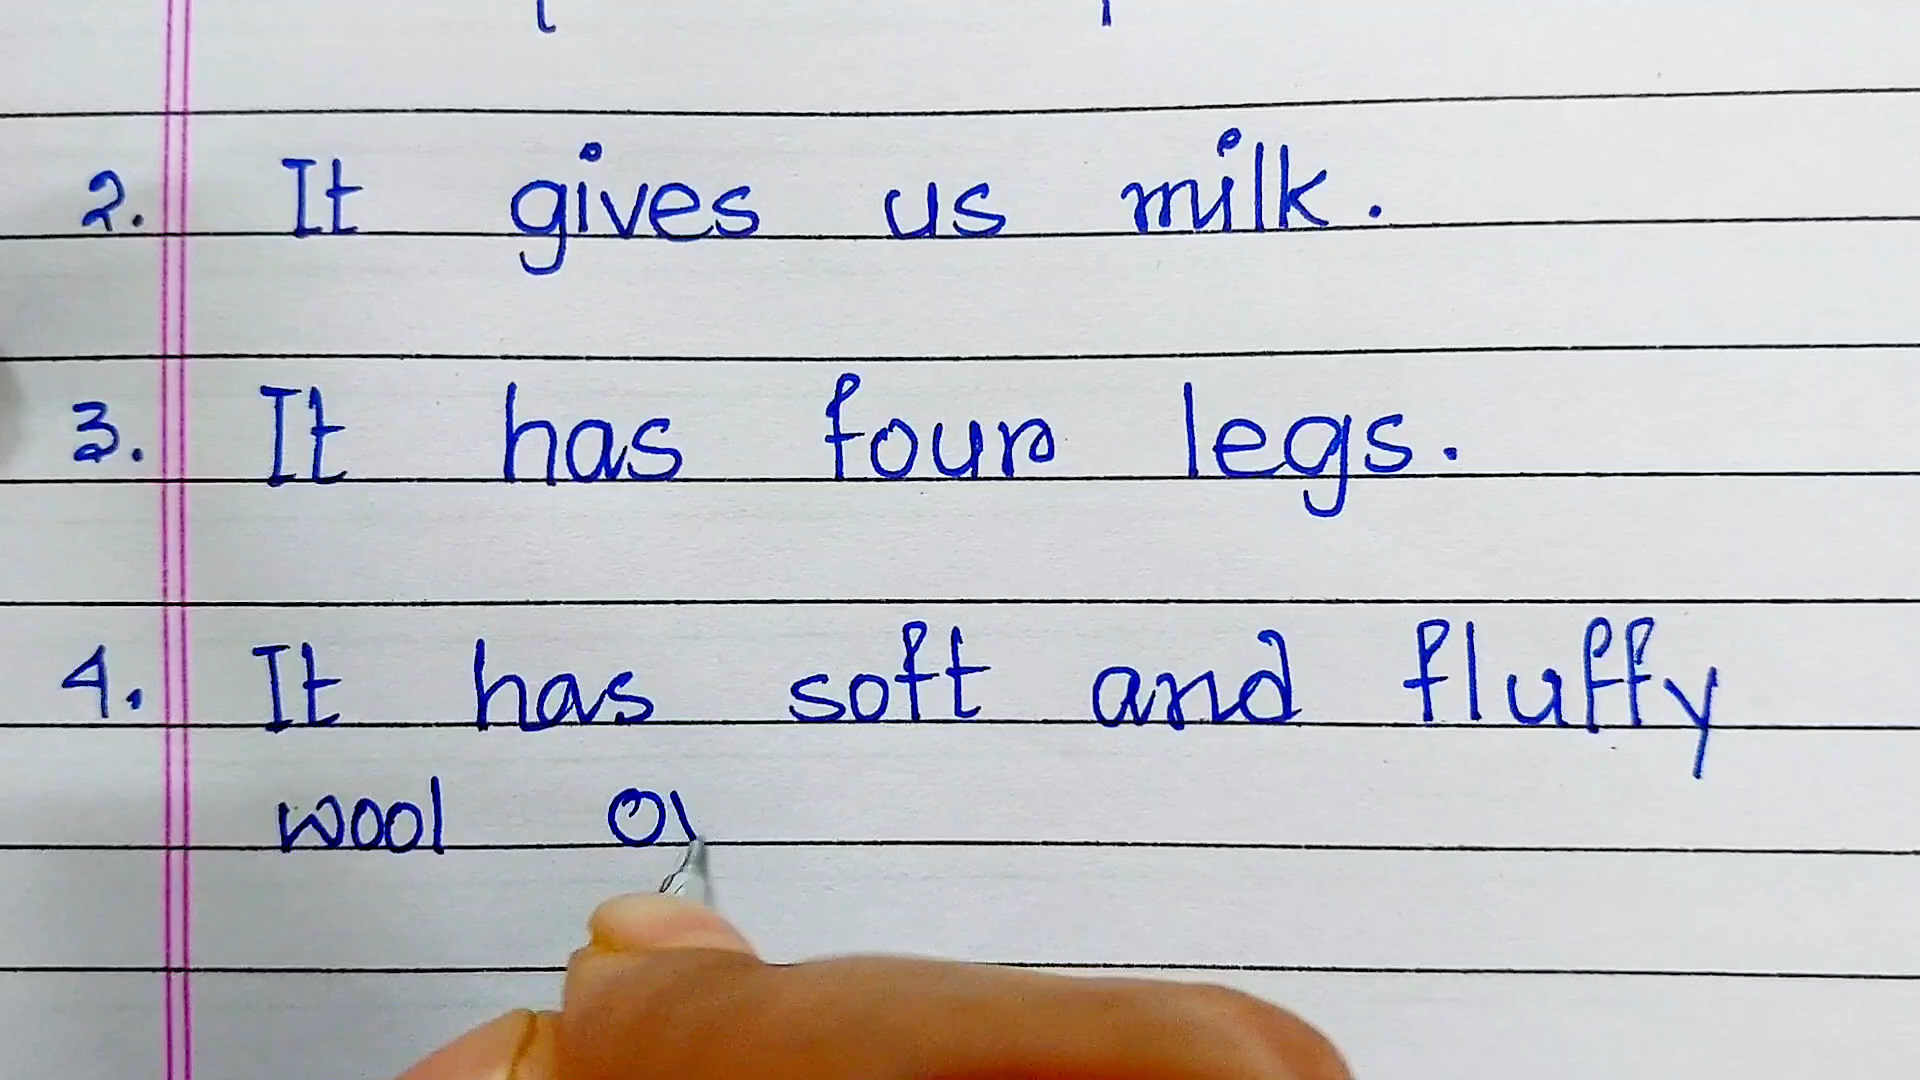 2. It gives us milk.
3. It has four legs.
4. It has soft and fluffy
wool